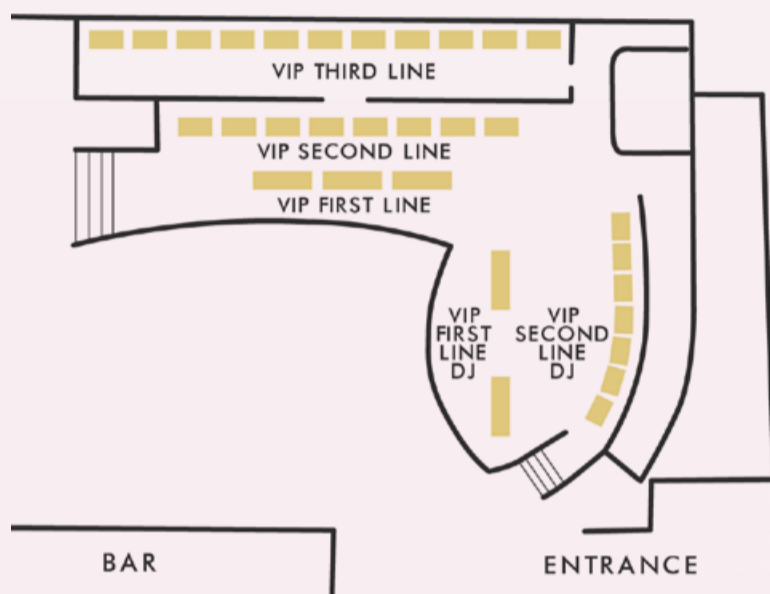 VIP THIRD LINE
VIP SECOND LINE
VIP FIRST LINE
VIP
FIRST
LINE
DJ
VIP
SECOND
LINE
DJ
BAR
ENTRANCE